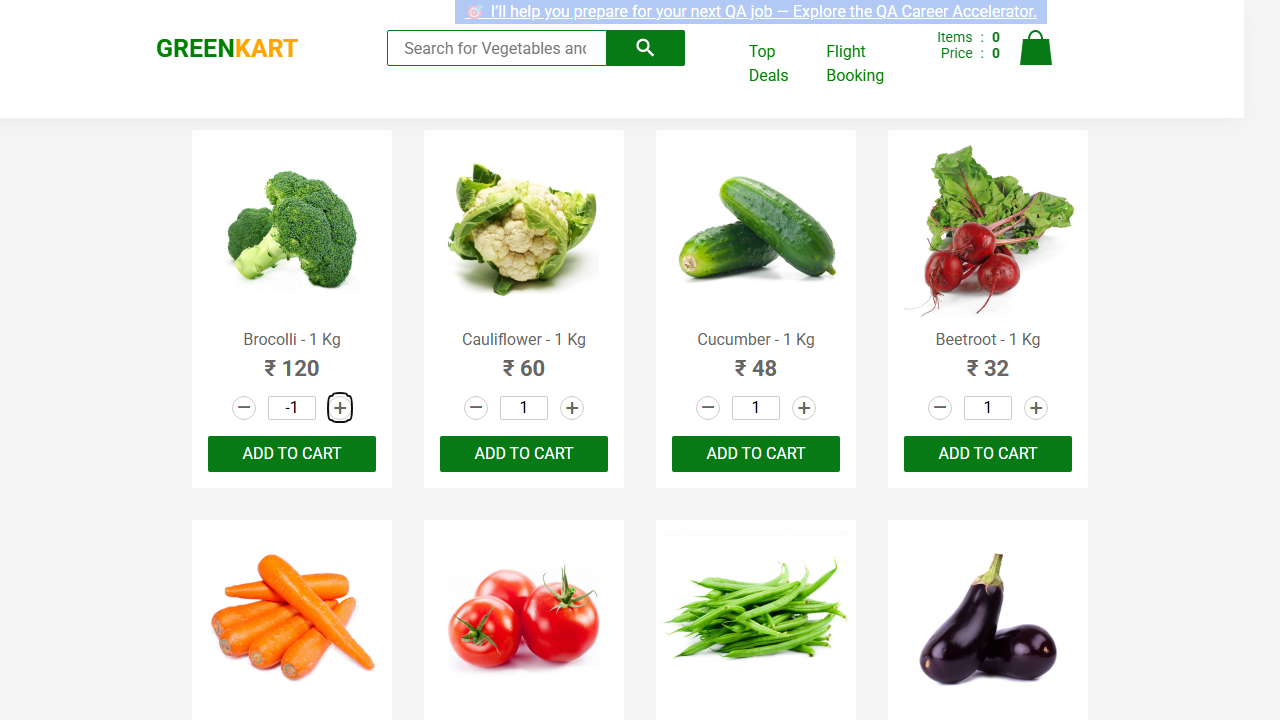 🎯 I'll help you prepare for your next QA job — Explore the QA Career Accelerator.
GREENKART
Search for Vegetables and
Top Deals
Flight Booking
Items : 0
Price : 0
Brocolli - 1 Kg
₹ 120
− -1 +
ADD TO CART
Cauliflower - 1 Kg
₹ 60
− 1 +
ADD TO CART
Cucumber - 1 Kg
₹ 48
− 1 +
ADD TO CART
Beetroot - 1 Kg
₹ 32
− 1 +
ADD TO CART